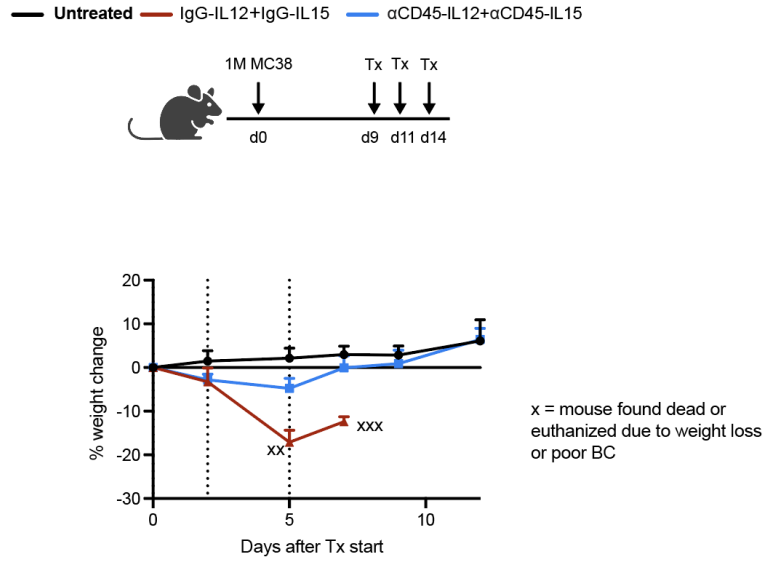 Untreated IgG-IL12+IgG-IL15 αCD45-IL12+αCD45-IL15
1M MC38 Tx Tx Tx
d0 d9 d11 d14
20
10
0
-10
-20
-30
% weight change
xx
xxx
0 5 10
Days after Tx start
x = mouse found dead or
euthanized due to weight loss
or poor BC